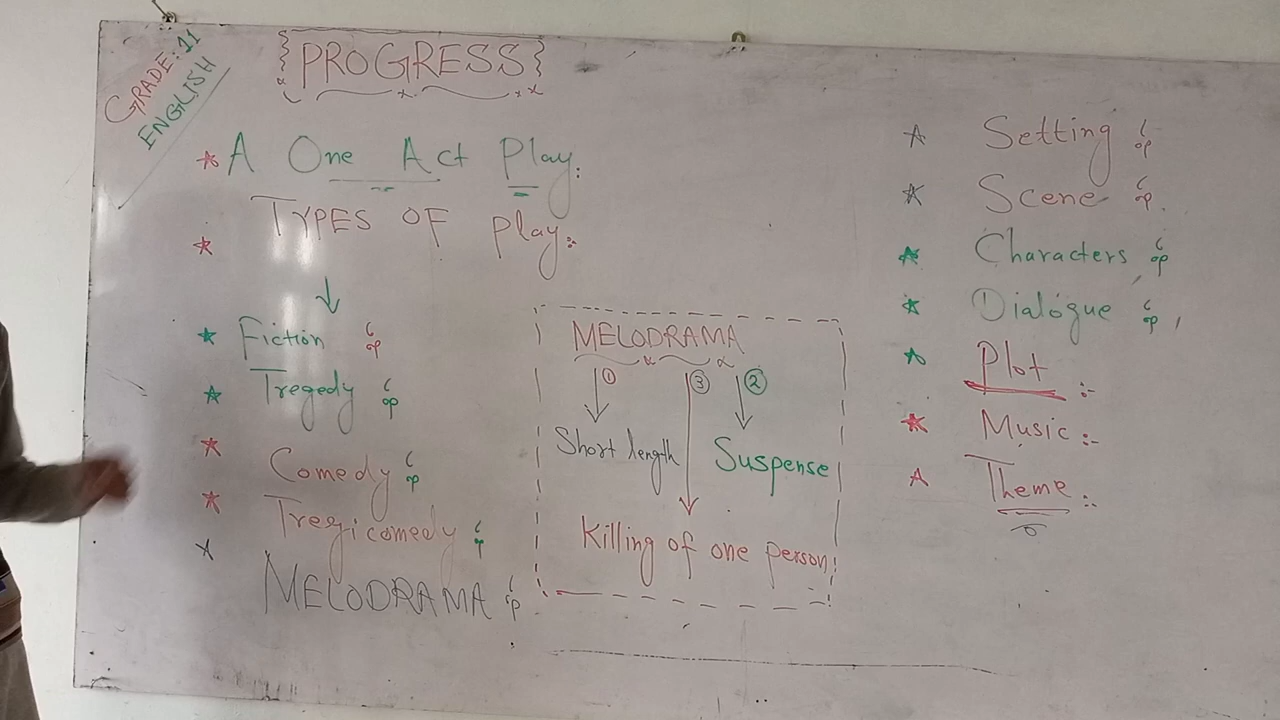 GRADE: 11
ENGLISH
{PROGRESS}
A One Act Play:
TYPES OF play:-
Fiction
Tregedy
Comedy
Tregicomedy
MELODRAMA
MELODRAMA
① ③ ②
Short length
Suspense
Killing of one person
Setting
Scene
Characters
Dialogue
Plot :-
Music :-
Theme :-